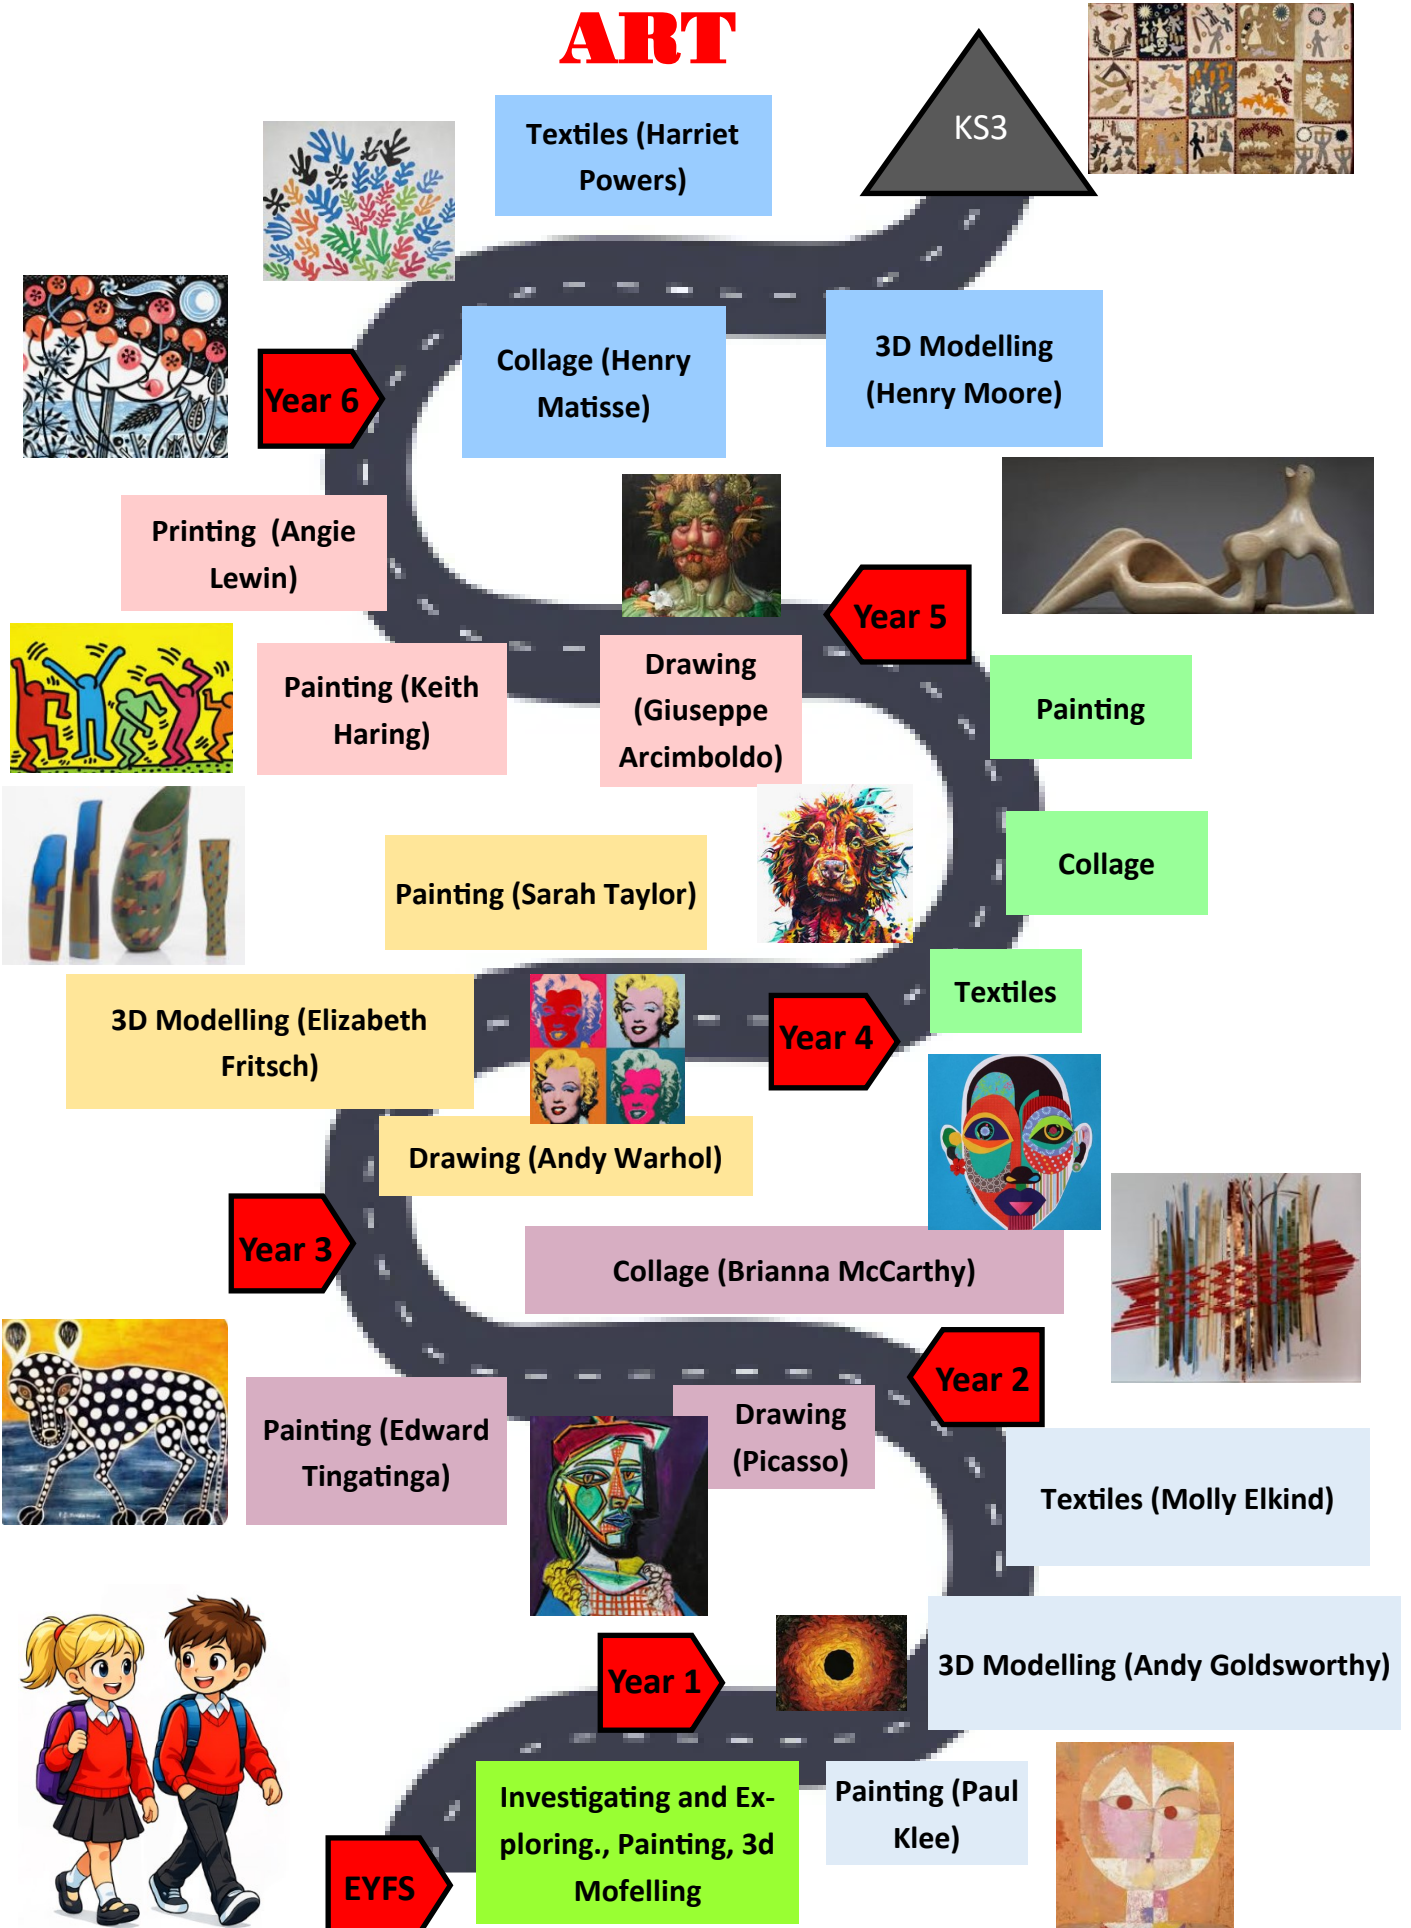 ART
KS3
Textiles (Harriet
Powers)
Collage (Henry
Matisse)
3D Modelling
(Henry Moore)
Year 6
Printing  (Angie
Lewin)
Year 5
Painting (Keith
Haring)
Drawing
(Giuseppe
Arcimboldo)
Painting
Collage
Painting (Sarah Taylor)
Textiles
3D Modelling (Elizabeth
Fritsch)
Year 4
Drawing (Andy Warhol)
Year 3
Collage (Brianna McCarthy)
Year 2
Painting (Edward
Tingatinga)
Drawing
(Picasso)
Textiles (Molly Elkind)
3D Modelling (Andy Goldsworthy)
Year 1
Investigating and Ex-
ploring., Painting, 3d
Mofelling
Painting (Paul
Klee)
EYFS